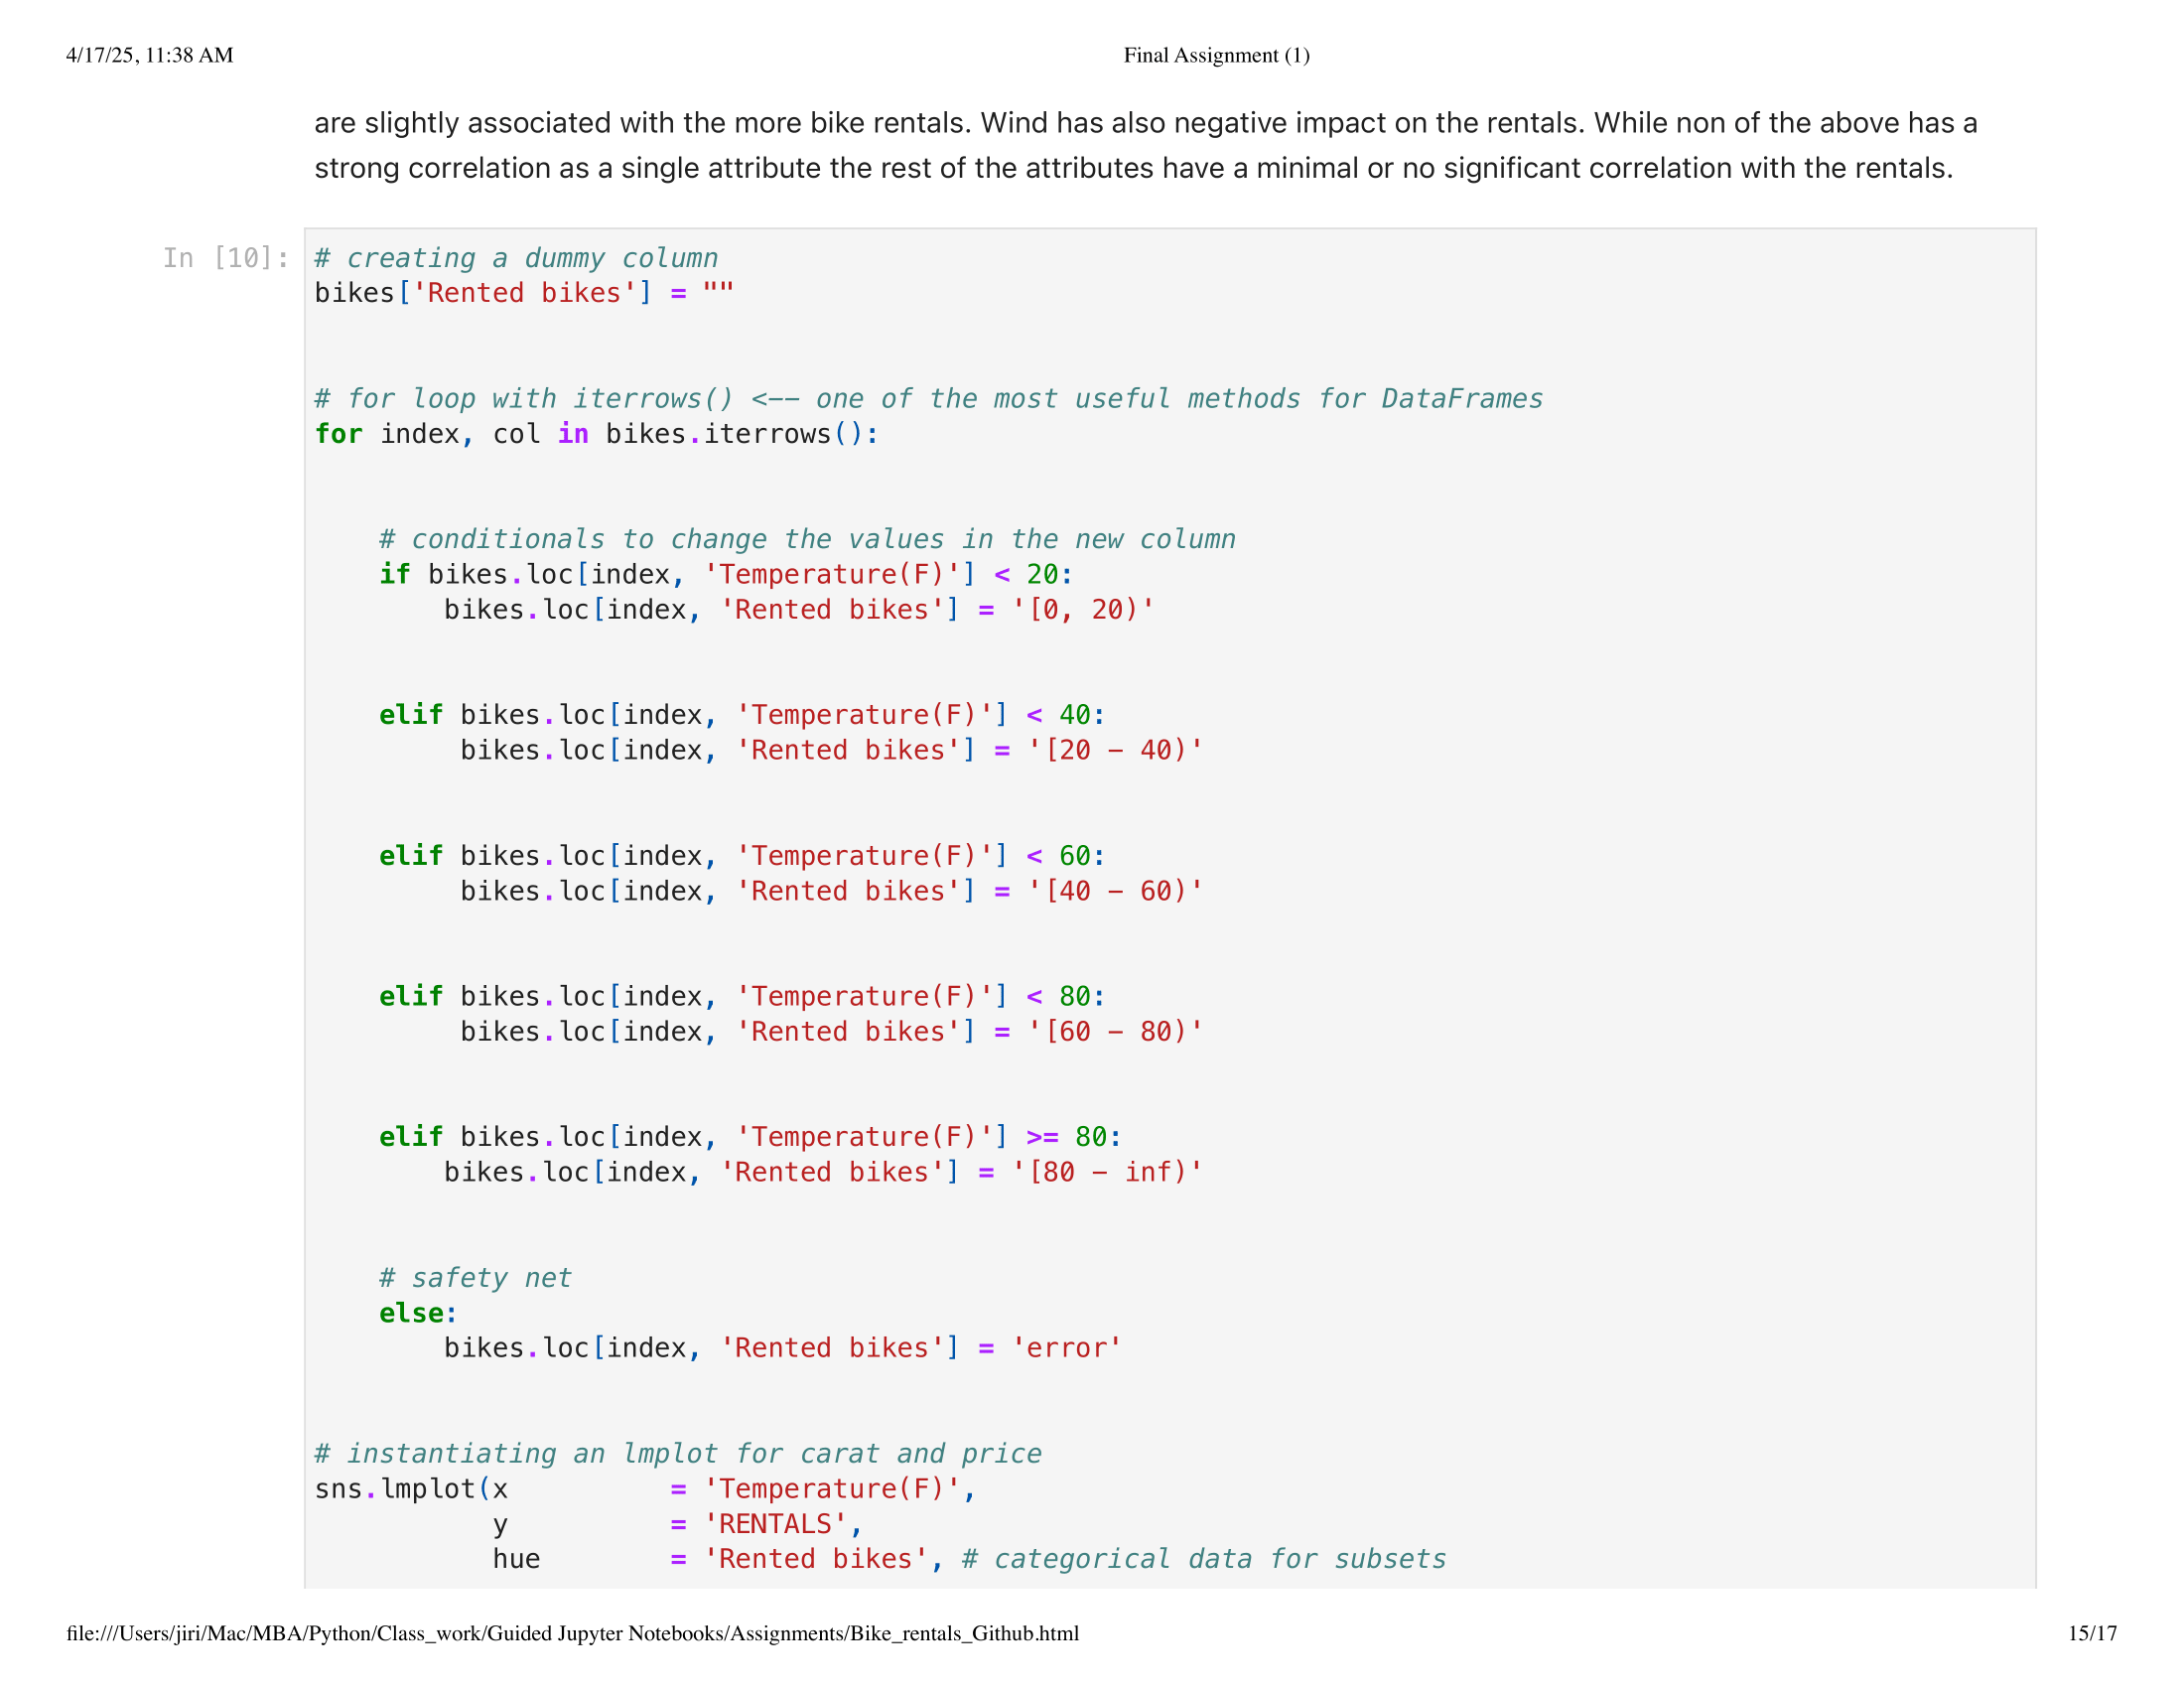 4/17/25, 11:38 AM Final Assignment (1)
are slightly associated with the more bike rentals. Wind has also negative impact on the rentals. While non of the above has a
strong correlation as a single attribute the rest of the attributes have a minimal or no significant correlation with the rentals.
In [10]: # creating a dummy column
bikes['Rented bikes'] = ""
# for loop with iterrows() <-- one of the most useful methods for DataFrames
for index, col in bikes.iterrows():
    # conditionals to change the values in the new column
    if bikes.loc[index, 'Temperature(F)'] < 20:
        bikes.loc[index, 'Rented bikes'] = '[0, 20)'
    elif bikes.loc[index, 'Temperature(F)'] < 40:
         bikes.loc[index, 'Rented bikes'] = '[20 - 40)'
    elif bikes.loc[index, 'Temperature(F)'] < 60:
         bikes.loc[index, 'Rented bikes'] = '[40 - 60)'
    elif bikes.loc[index, 'Temperature(F)'] < 80:
         bikes.loc[index, 'Rented bikes'] = '[60 - 80)'
    elif bikes.loc[index, 'Temperature(F)'] >= 80:
        bikes.loc[index, 'Rented bikes'] = '[80 - inf)'
    # safety net
    else:
        bikes.loc[index, 'Rented bikes'] = 'error'
# instantiating an lmplot for carat and price
sns.lmplot(x          = 'Temperature(F)',
           y          = 'RENTALS',
           hue        = 'Rented bikes', # categorical data for subsets
file:///Users/jiri/Mac/MBA/Python/Class_work/Guided Jupyter Notebooks/Assignments/Bike_rentals_Github.html 15/17